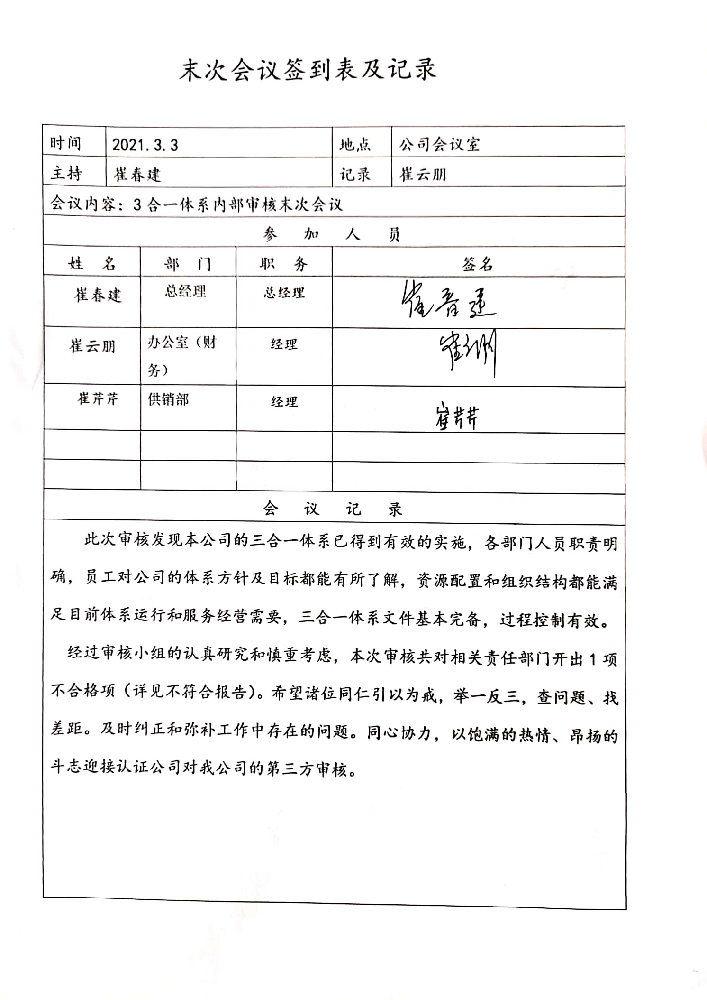 末次会议签到表及记录
时间 2021.3.3 地点 公司会议室
主持 崔春建 记录 崔云朋
会议内容：3合一体系内部审核末次会议
参 加 人 员
姓 名 部 门 职 务 签名
崔春建 总经理 总经理 崔春建
崔云朋 办公室（财 经理 崔云朋
务）
崔芹芹 供销部 经理 崔芹芹
会 议 记 录
此次审核发现本公司的三合一体系已得到有效的实施，各部门人员职责明
确，员工对公司的体系方针及目标都能有所了解，资源配置和组织结构都能满
足目前体系运行和服务经营需要，三合一体系文件基本完备，过程控制有效。
经过审核小组的认真研究和慎重考虑，本次审核共对相关责任部门开出1项
不合格项（详见不符合报告）。希望诸位同仁引以为戒，举一反三，查问题、找
差距。及时纠正和弥补工作中存在的问题。同心协力，以饱满的热情、昂扬的
斗志迎接认证公司对我公司的第三方审核。